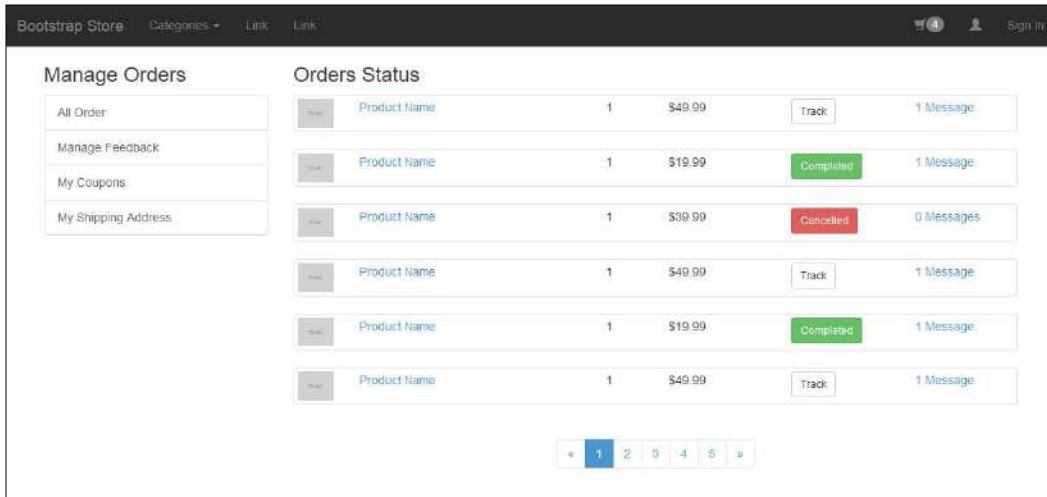 Bootstrap Store Categories Link Link 4 Sign In
Manage Orders
All Order
Manage Feedback
My Coupons
My Shipping Address
Orders Status
Product Name 1 $49.99 Track 1 Message
Product Name 1 $19.99 Completed 1 Message
Product Name 1 $39.99 Cancelled 0 Messages
Product Name 1 $49.99 Track 1 Message
Product Name 1 $19.99 Completed 1 Message
Product Name 1 $49.99 Track 1 Message
« 1 2 3 4 5 »